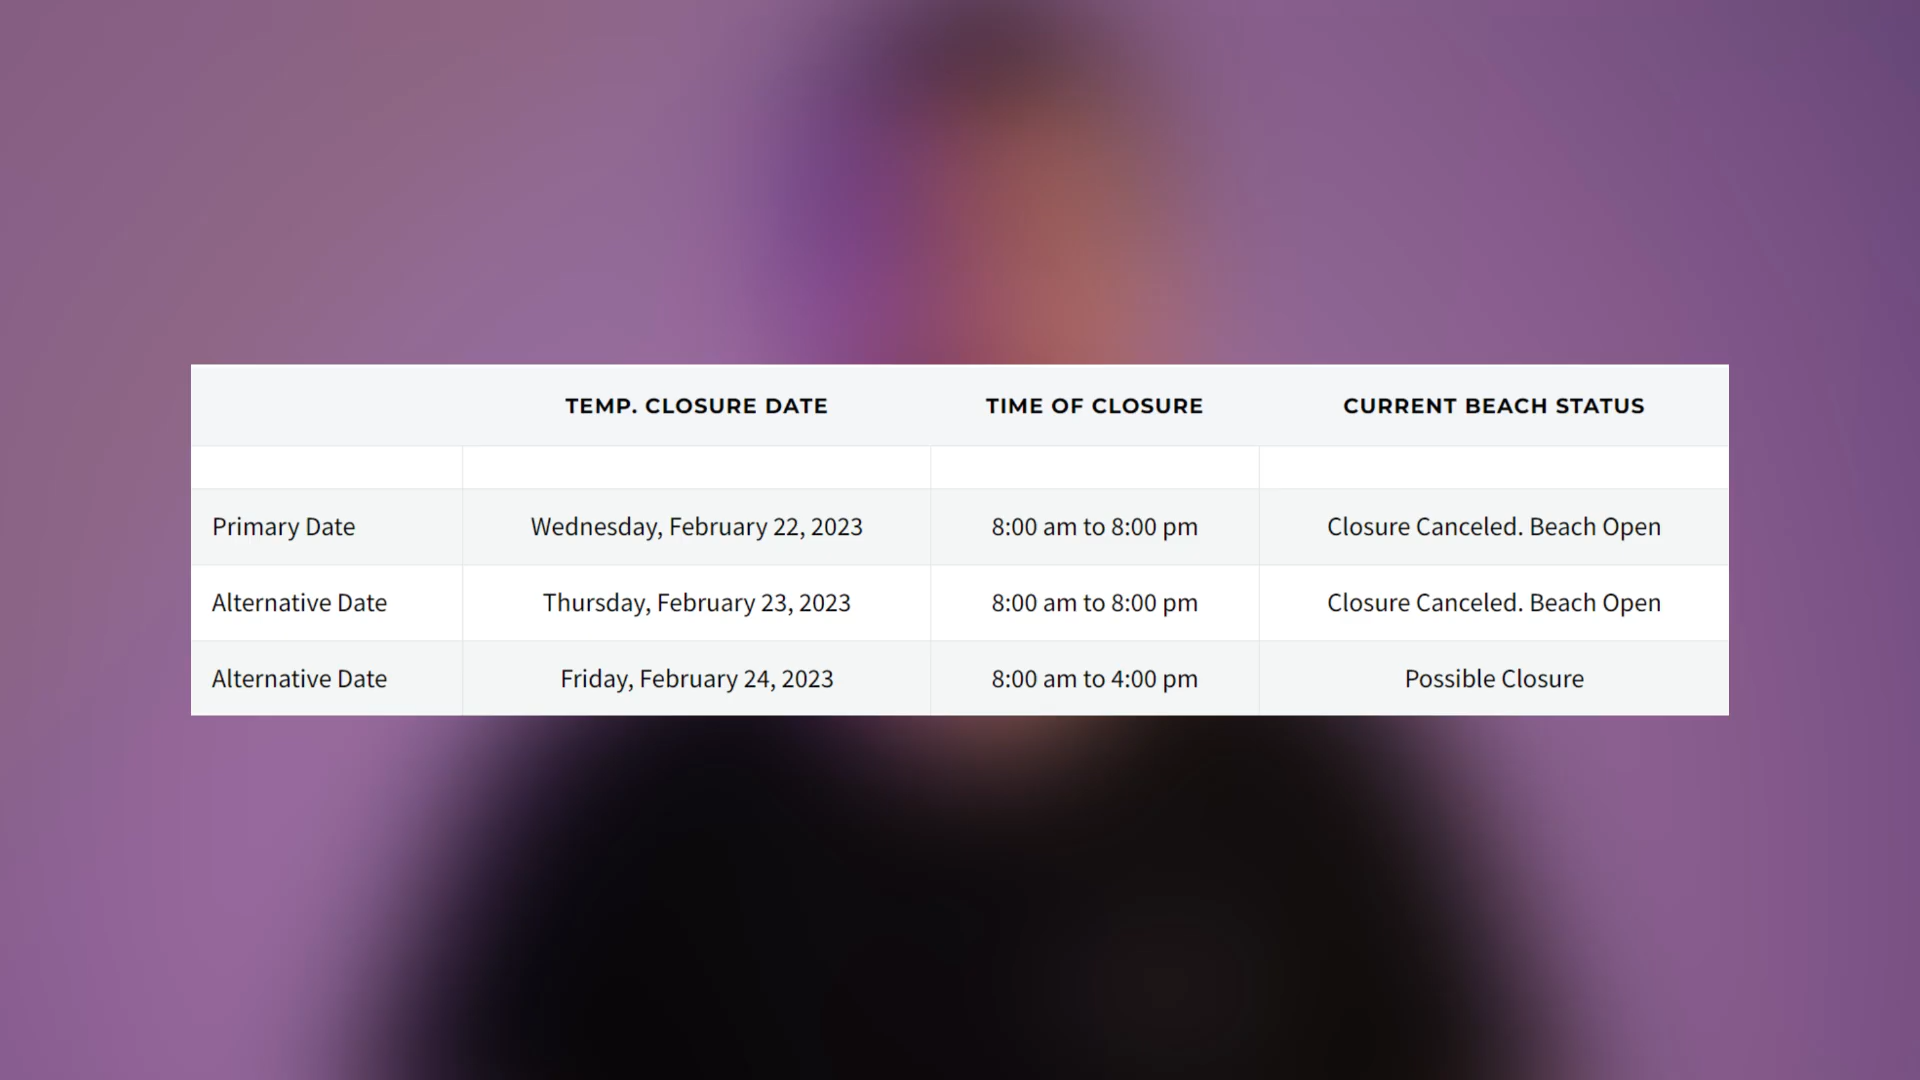 TEMP. CLOSURE DATE TIME OF CLOSURE CURRENT BEACH STATUS
Primary Date Wednesday, February 22, 2023 8:00 am to 8:00 pm Closure Canceled. Beach Open
Alternative Date Thursday, February 23, 2023 8:00 am to 8:00 pm Closure Canceled. Beach Open
Alternative Date Friday, February 24, 2023 8:00 am to 4:00 pm Possible Closure